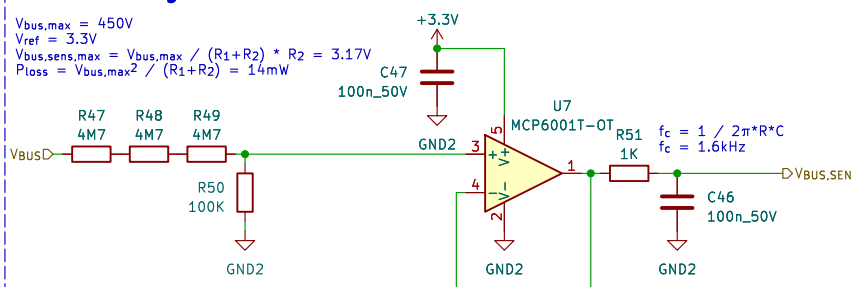 Vbus,max = 450V
Vref = 3.3V
Vbus,sens,max = Vbus,max / (R1+R2) * R2 = 3.17V
Ploss = Vbus,max² / (R1+R2) = 14mW
+3.3V
C47
100n_50V
GND2
U7
MCP6001T-OT
R47
4M7
R48
4M7
R49
4M7
VBUS
R50
100K
GND2
3
4
5
2
1
+
-
V+
V-
GND2
R51
1K
fc = 1 / 2π*R*C
fc = 1.6kHz
VBUS,SEN
C46
100n_50V
GND2